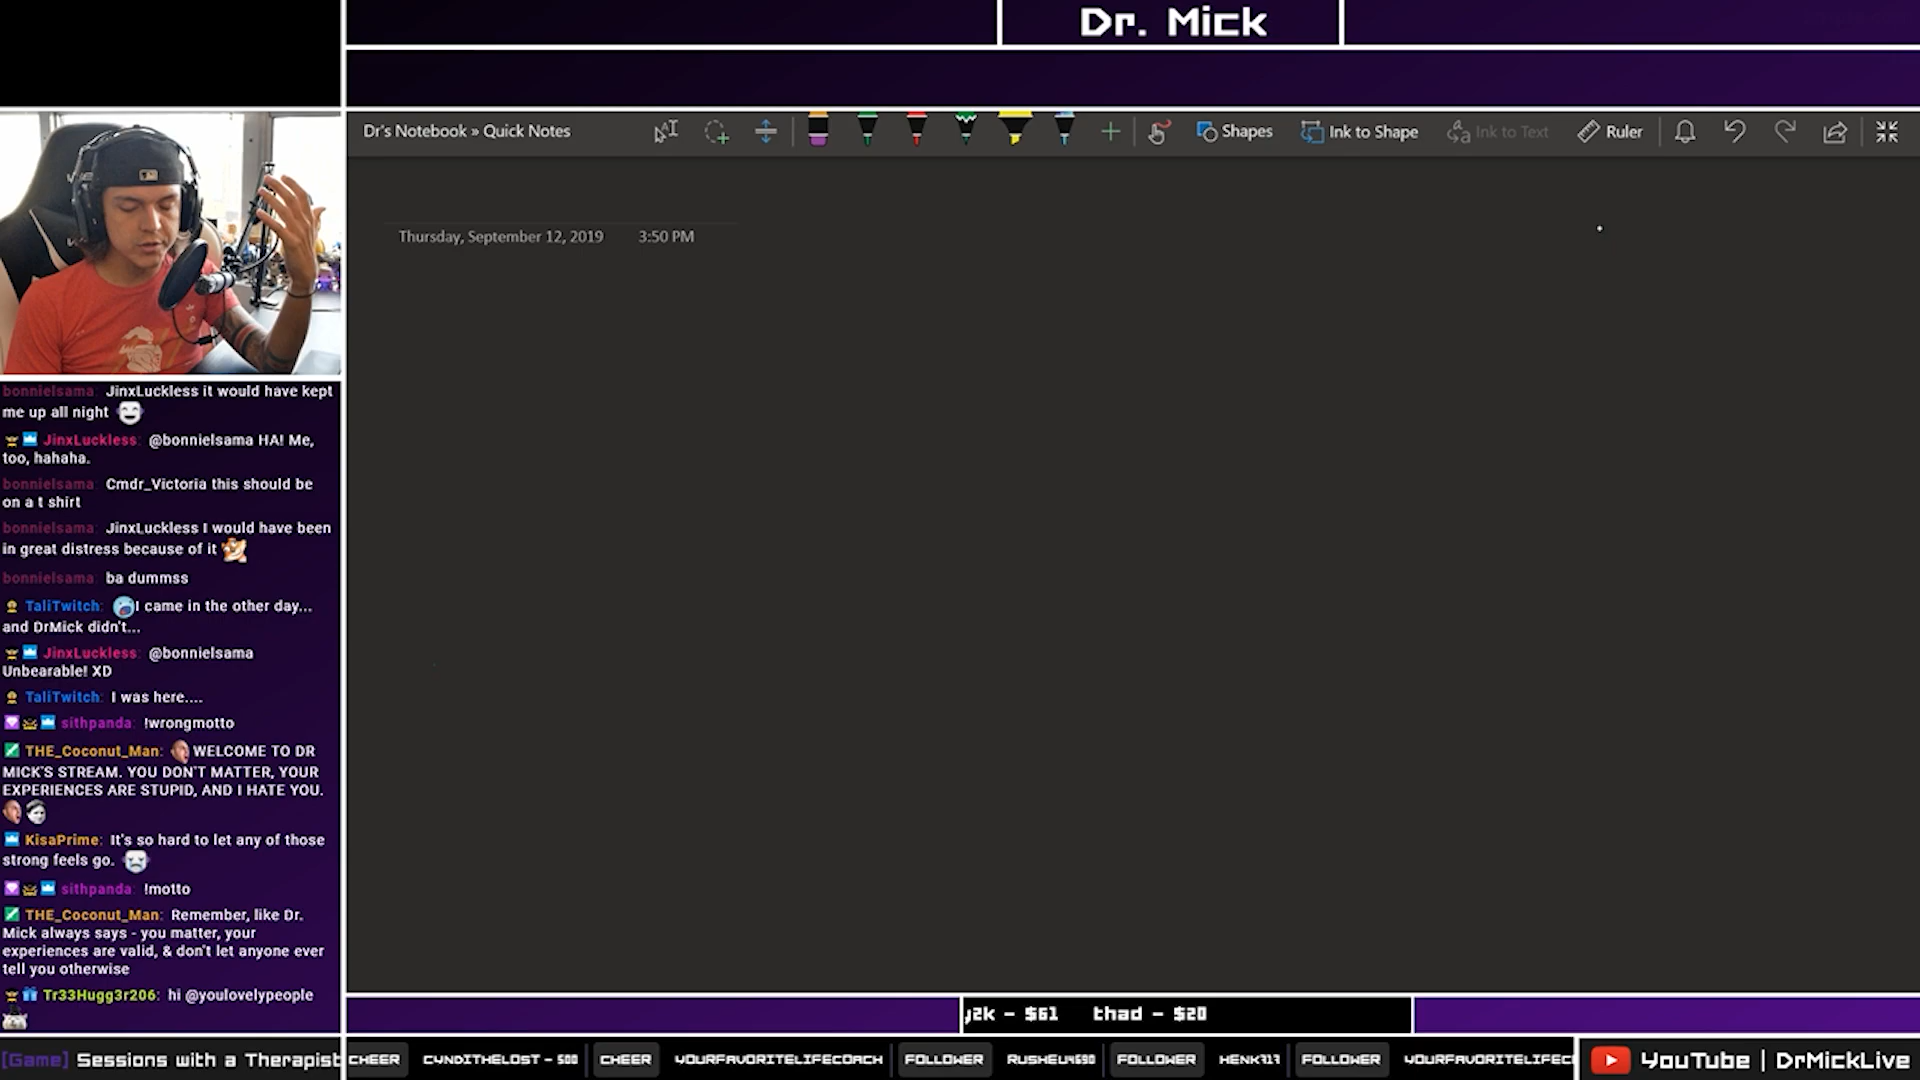 Dr. Mick
Dr's Notebook » Quick Notes
Shapes
Ink to Shape
Ink to Text
Ruler
Thursday, September 12, 2019 3:50 PM
bonnielsama: JinxLuckless it would have kept
me up all night
JinxLuckless: @bonnielsama HA! Me,
too, hahaha.
bonnielsama: Cmdr_Victoria this should be
on a t shirt
bonnielsama: JinxLuckless I would have been
in great distress because of it
bonnielsama: ba dummss
TaliTwitch: I came in the other day...
and DrMick didn't...
JinxLuckless: @bonnielsama
Unbearable! XD
TaliTwitch: I was here....
sithpanda: !wrongmotto
THE_Coconut_Man: WELCOME TO DR
MICK'S STREAM. YOU DON'T MATTER, YOUR
EXPERIENCES ARE STUPID, AND I HATE YOU.
KisaPrime: It's so hard to let any of those
strong feels go.
sithpanda: !motto
THE_Coconut_Man: Remember, like Dr.
Mick always says - you matter, your
experiences are valid, & don't let anyone ever
tell you otherwise
Tr33Hugg3r206: hi @youlovelypeople
y2k - $61 thad - $20
[Game] Sessions with a Therapist
CHEER CYNDITHELOST - 500 CHEER YOURFAVORITELIFECOACH FOLLOWER RUSHEU4690 FOLLOWER HENK717 FOLLOWER YOURFAVORITELIFEC
YouTube | DrMickLive